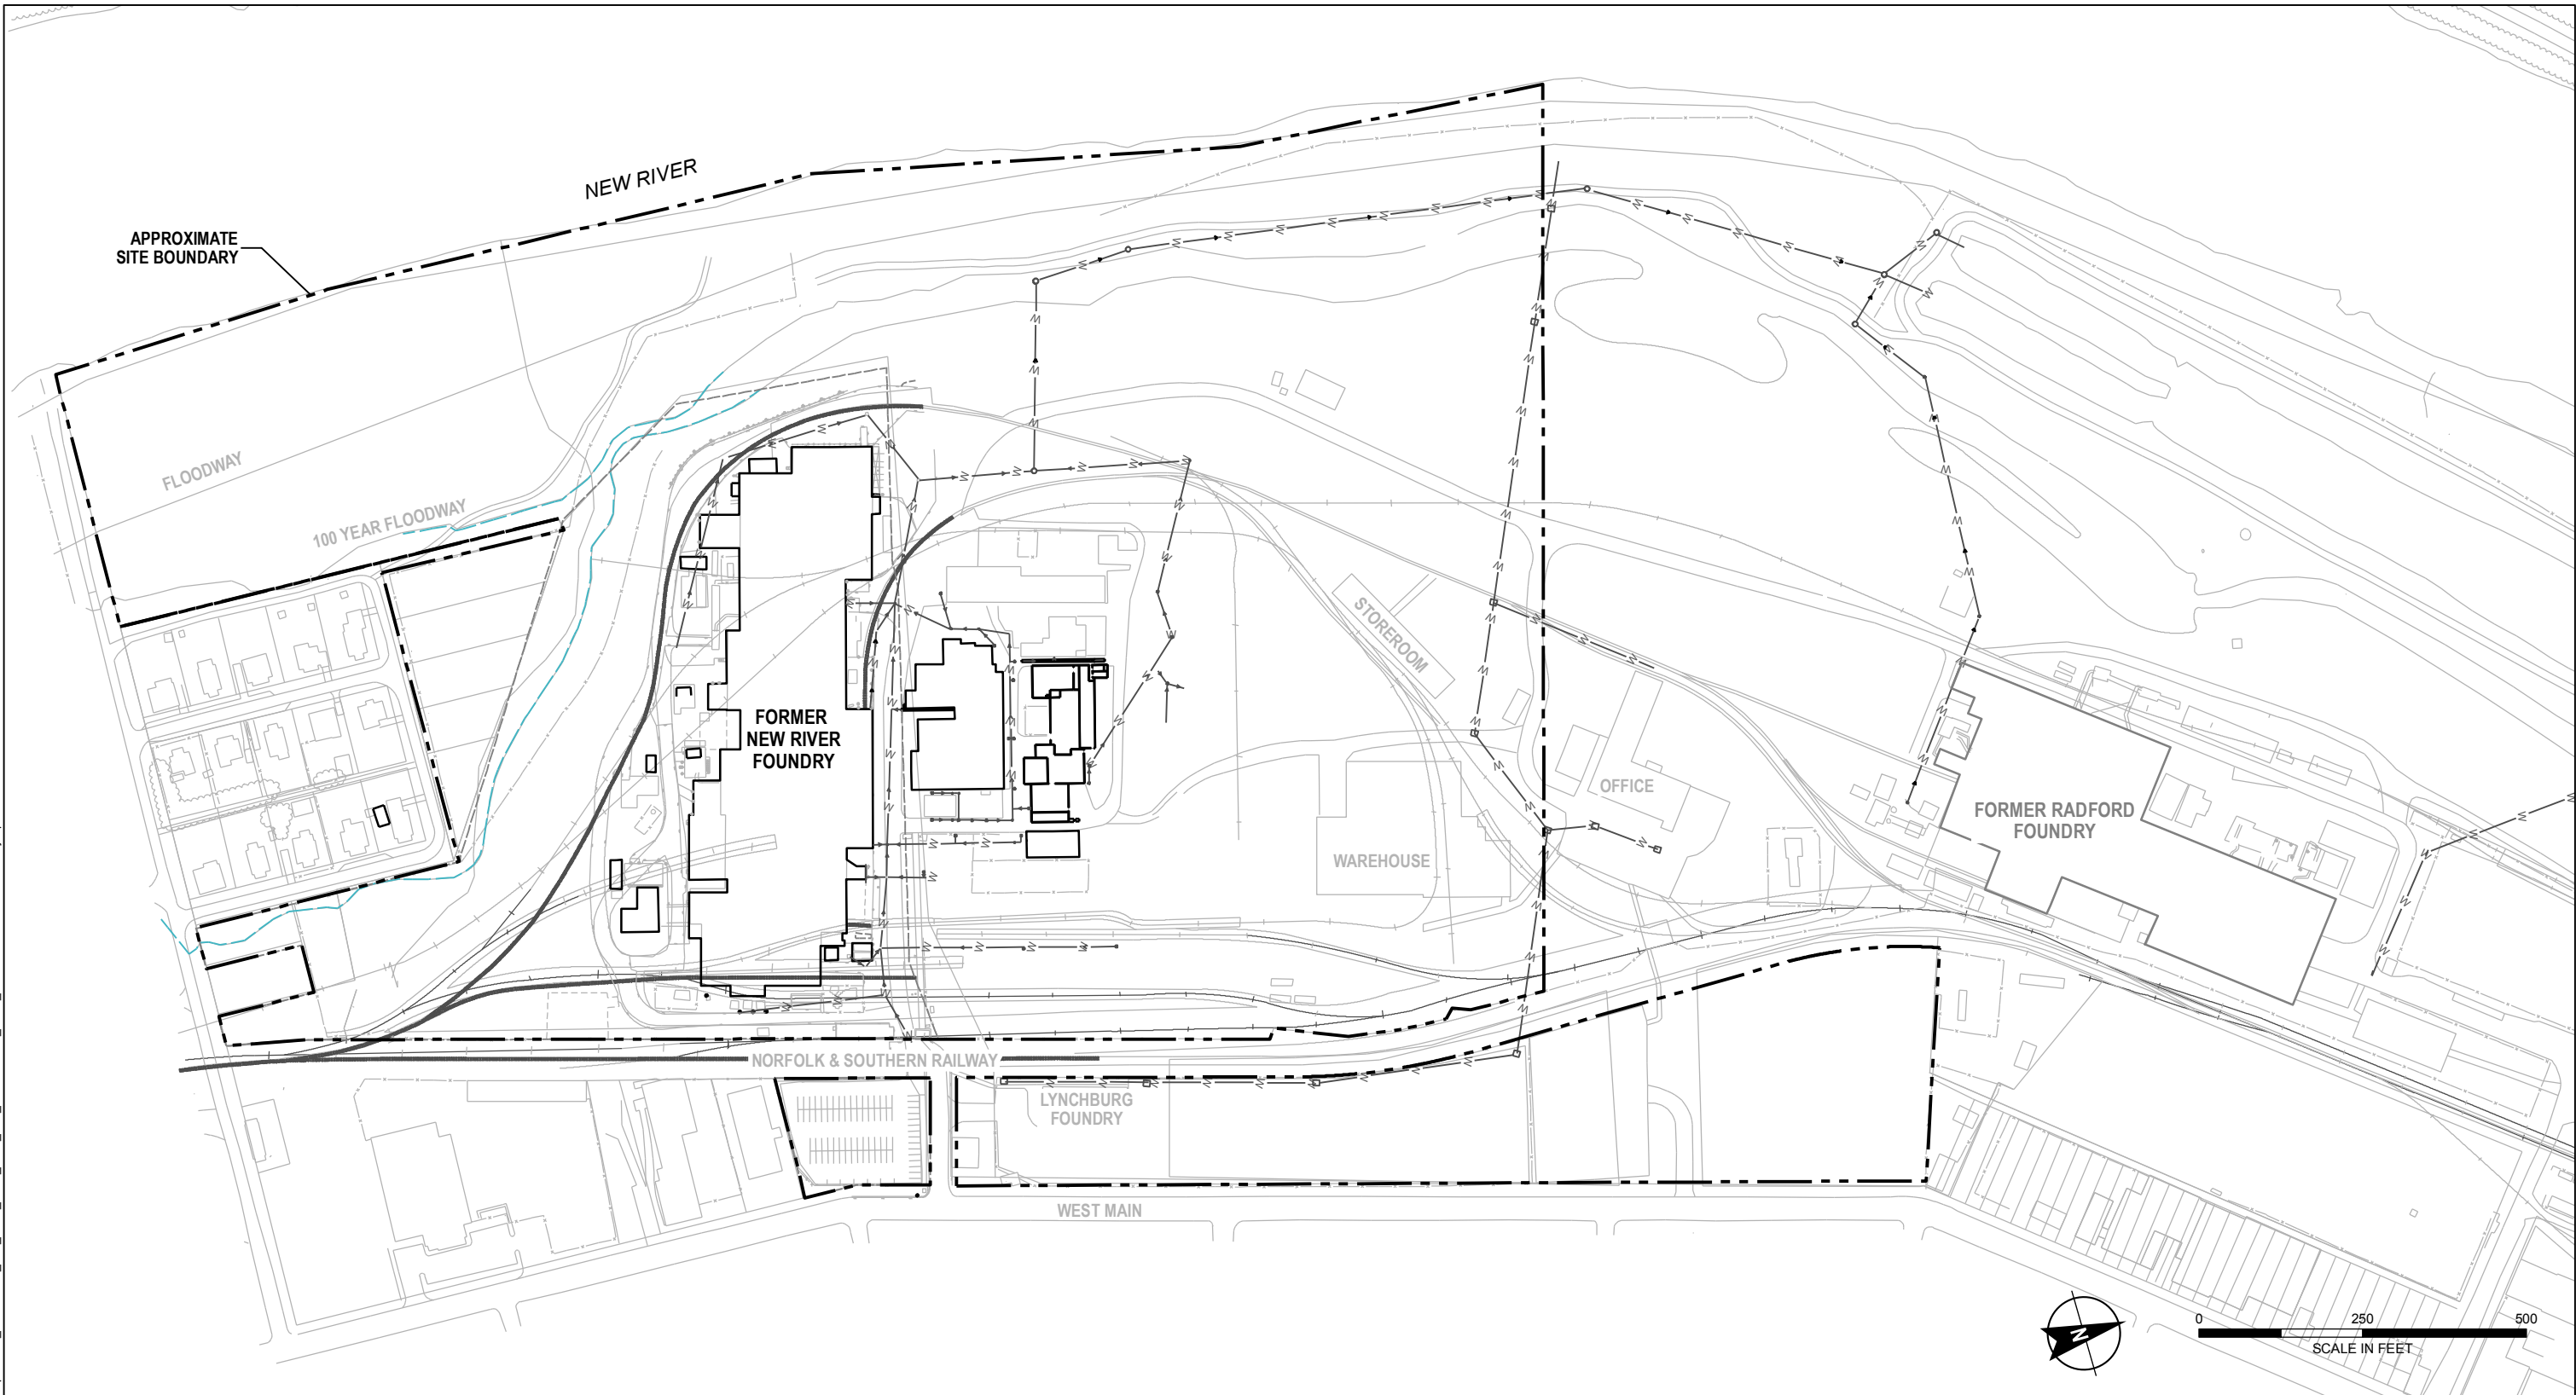 NEW RIVER
APPROXIMATE
SITE BOUNDARY
FLOODWAY
100 YEAR FLOODWAY
STOREROOM
FORMER
NEW RIVER
FOUNDRY
OFFICE
FORMER RADFORD
FOUNDRY
WAREHOUSE
NORFOLK & SOUTHERN RAILWAY
LYNCHBURG
FOUNDRY
WEST MAIN
N
0 250 500
SCALE IN FEET